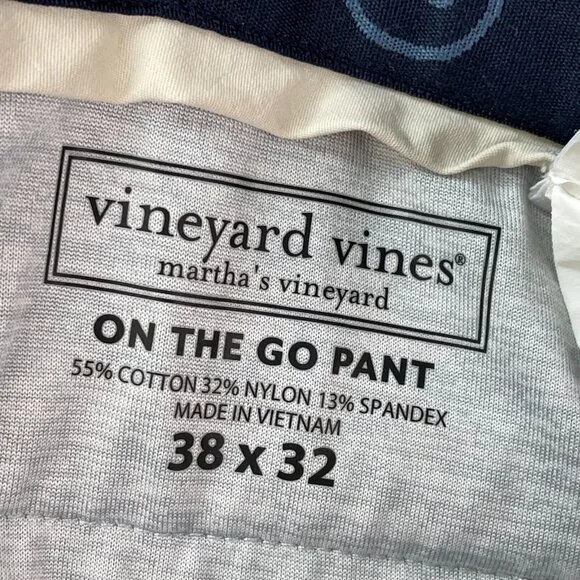 vineyard vines®
martha's vineyard
ON THE GO PANT
55% COTTON 32% NYLON 13% SPANDEX
MADE IN VIETNAM
38 x 32